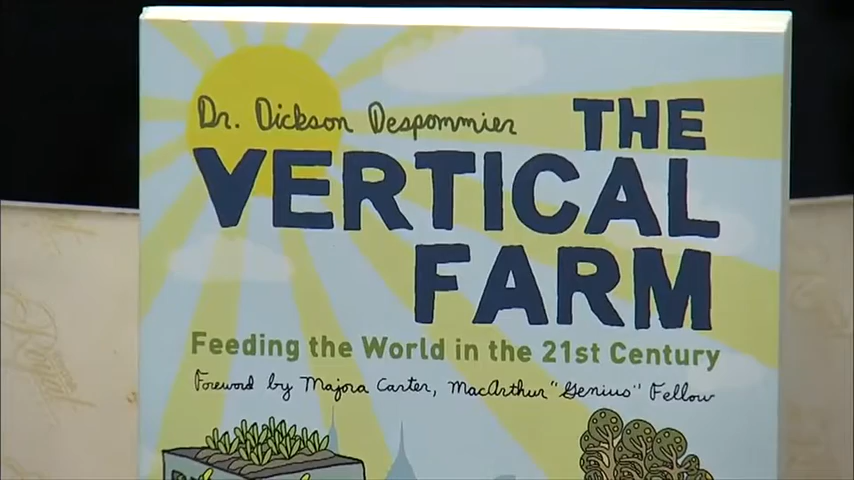 Dr. Dickson Despommier
THE
VERTICAL
FARM
Feeding the World in the 21st Century
Foreword by Majora Carter, MacArthur "Genius" Fellow